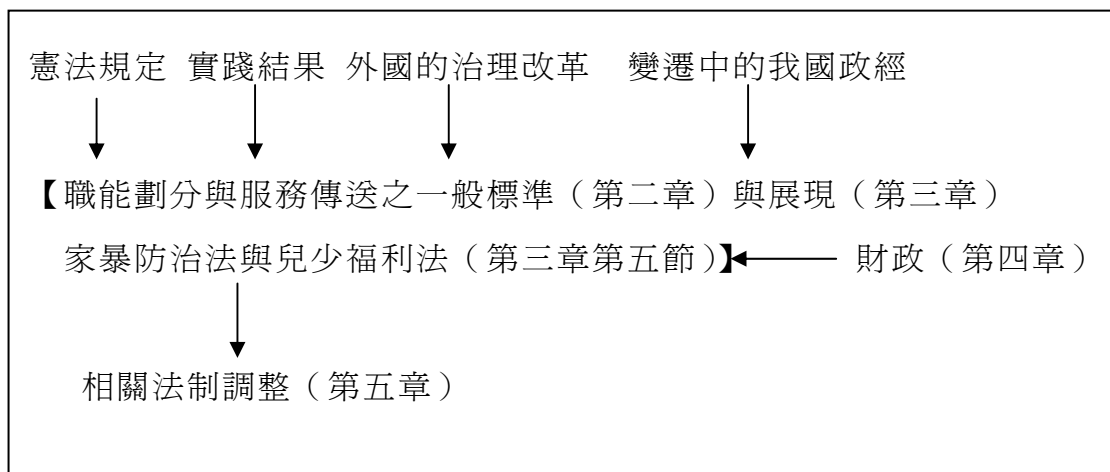 憲法規定 實踐結果 外國的治理改革 變遷中的我國政經
【職能劃分與服務傳送之一般標準（第二章）與展現（第三章）
家暴防治法與兒少福利法（第三章第五節）】 財政（第四章）
相關法制調整（第五章）